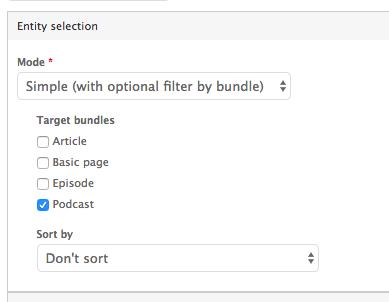 Entity selection
Mode *
Simple (with optional filter by bundle)
Target bundles
Article
Basic page
Episode
Podcast
Sort by
Don't sort